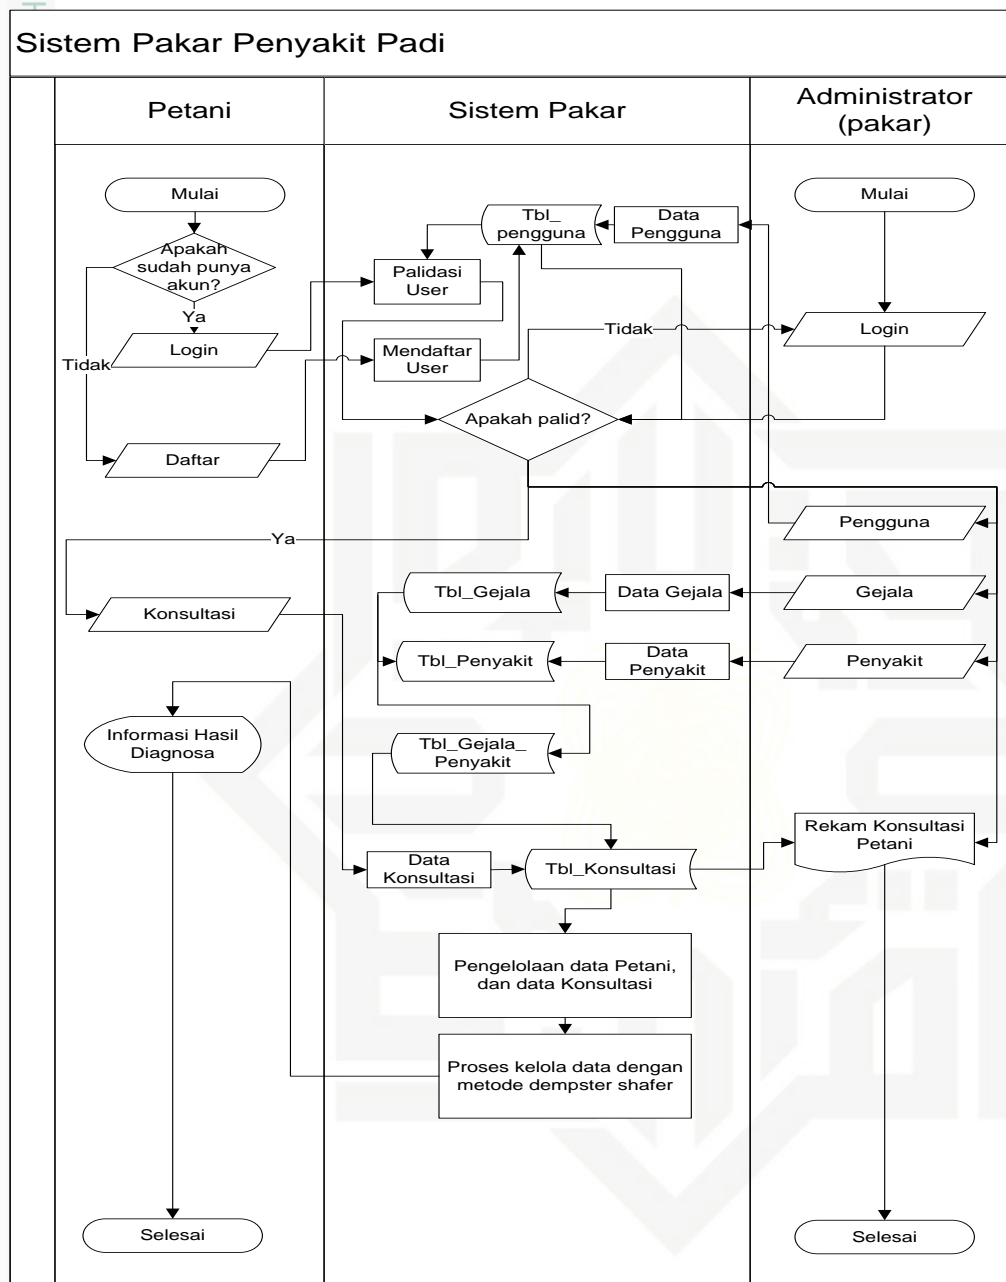 Sistem Pakar Penyakit Padi
Petani
Sistem Pakar
Administrator
(pakar)
Mulai
Apakah
sudah punya
akun?
Ya
Login
Tidak
Daftar
Konsultasi
Informasi Hasil
Diagnosa
Selesai
Tbl_
pengguna
Data
Pengguna
Palidasi
User
Mendaftar
User
Tidak
Apakah palid?
Ya
Tbl_Gejala
Data Gejala
Tbl_Penyakit
Data
Penyakit
Tbl_Gejala_
Penyakit
Data
Konsultasi
Tbl_Konsultasi
Pengelolaan data Petani,
dan data Konsultasi
Proses kelola data dengan
metode dempster shafer
Mulai
Login
Pengguna
Gejala
Penyakit
Rekam Konsultasi
Petani
Selesai